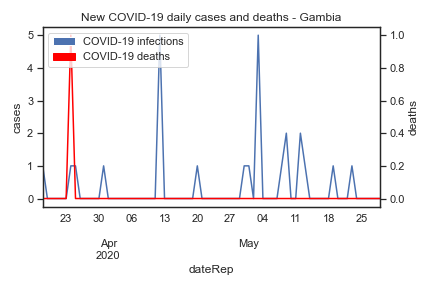 New COVID-19 daily cases and deaths - Gambia
COVID-19 infections
COVID-19 deaths
5
4
3
2
1
0
cases
1.0
0.8
0.6
0.4
0.2
0.0
deaths
23 30 06 13 20 27 04 11 18 25
Apr May
2020
dateRep